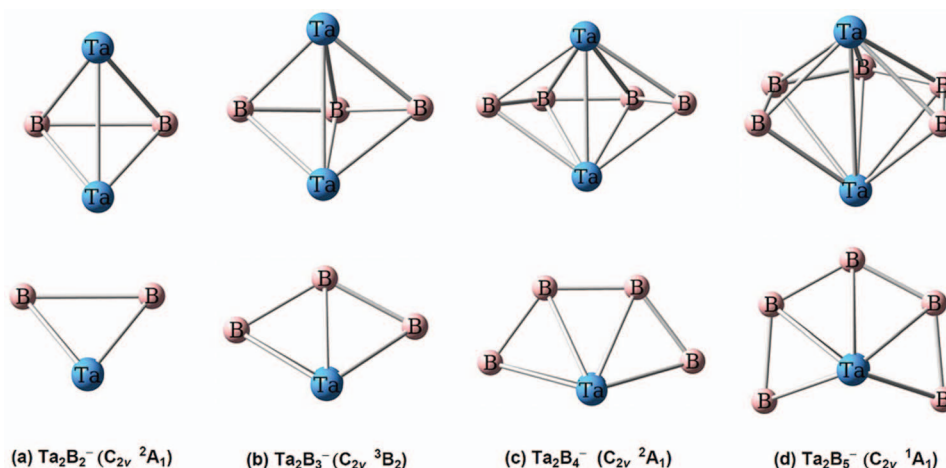 Ta
B B
Ta
Ta
B B B
Ta
Ta
B B B B
Ta
Ta
B
B B
B B
Ta
B B
Ta
B
B B
Ta
B B
B B
Ta
B
B B
Ta
B B
(a) Ta₂B₂⁻ (C₂ᵥ ²A₁)
(b) Ta₂B₃⁻ (C₂ᵥ ³B₂)
(c) Ta₂B₄⁻ (C₂ᵥ ²A₁)
(d) Ta₂B₅⁻ (C₂ᵥ ¹A₁)